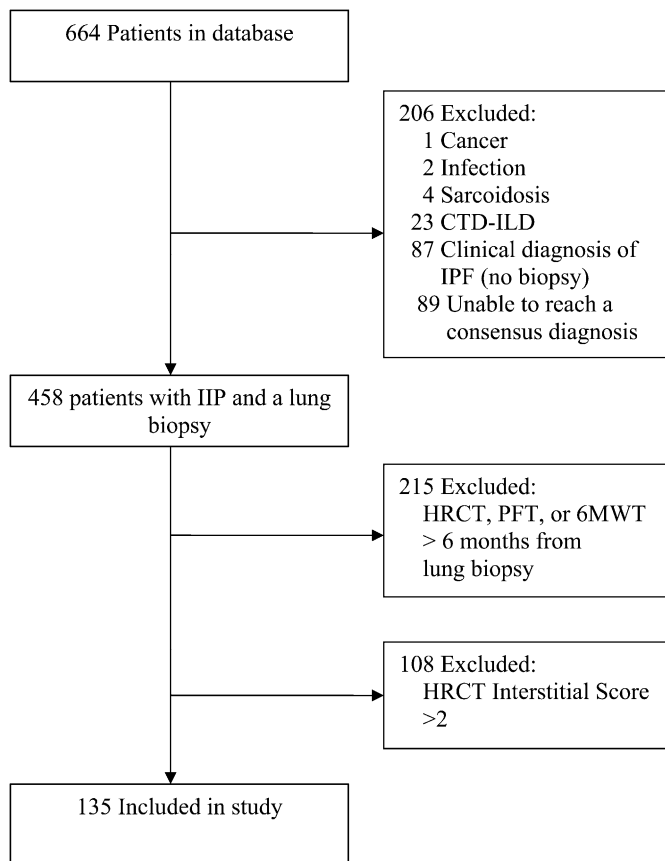 664 Patients in database
206 Excluded:
1 Cancer
2 Infection
4 Sarcoidosis
23 CTD-ILD
87 Clinical diagnosis of
IPF (no biopsy)
89 Unable to reach a
consensus diagnosis
458 patients with IIP and a lung
biopsy
215 Excluded:
HRCT, PFT, or 6MWT
> 6 months from
lung biopsy
108 Excluded:
HRCT Interstitial Score
>2
135 Included in study